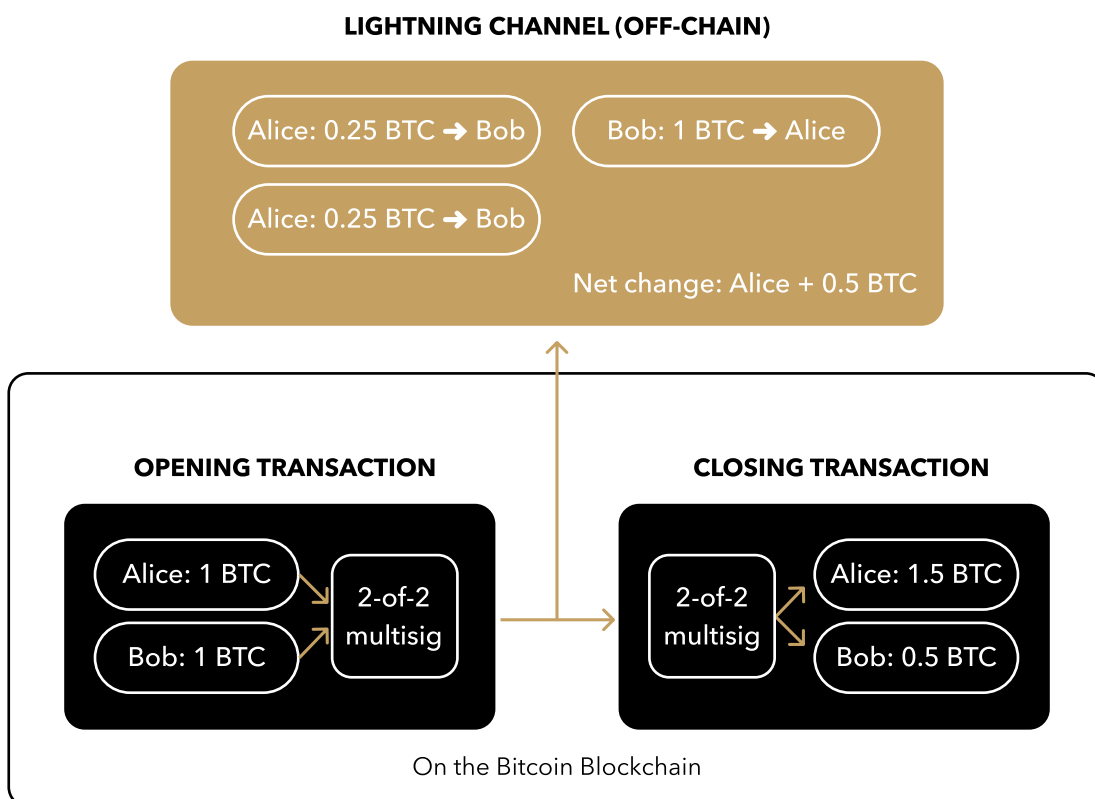 LIGHTNING CHANNEL (OFF-CHAIN)
Alice: 0.25 BTC ➜ Bob
Bob: 1 BTC ➜ Alice
Alice: 0.25 BTC ➜ Bob
Net change: Alice + 0.5 BTC
OPENING TRANSACTION
Alice: 1 BTC
Bob: 1 BTC
2-of-2
multisig
CLOSING TRANSACTION
2-of-2
multisig
Alice: 1.5 BTC
Bob: 0.5 BTC
On the Bitcoin Blockchain